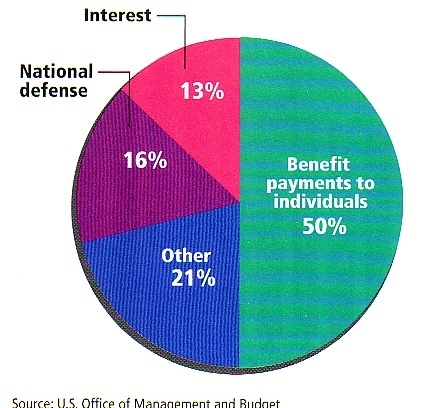 Interest
National
defense
13%
16%
Benefit
payments to
individuals
50%
Other
21%
Source: U.S. Office of Management and Budget